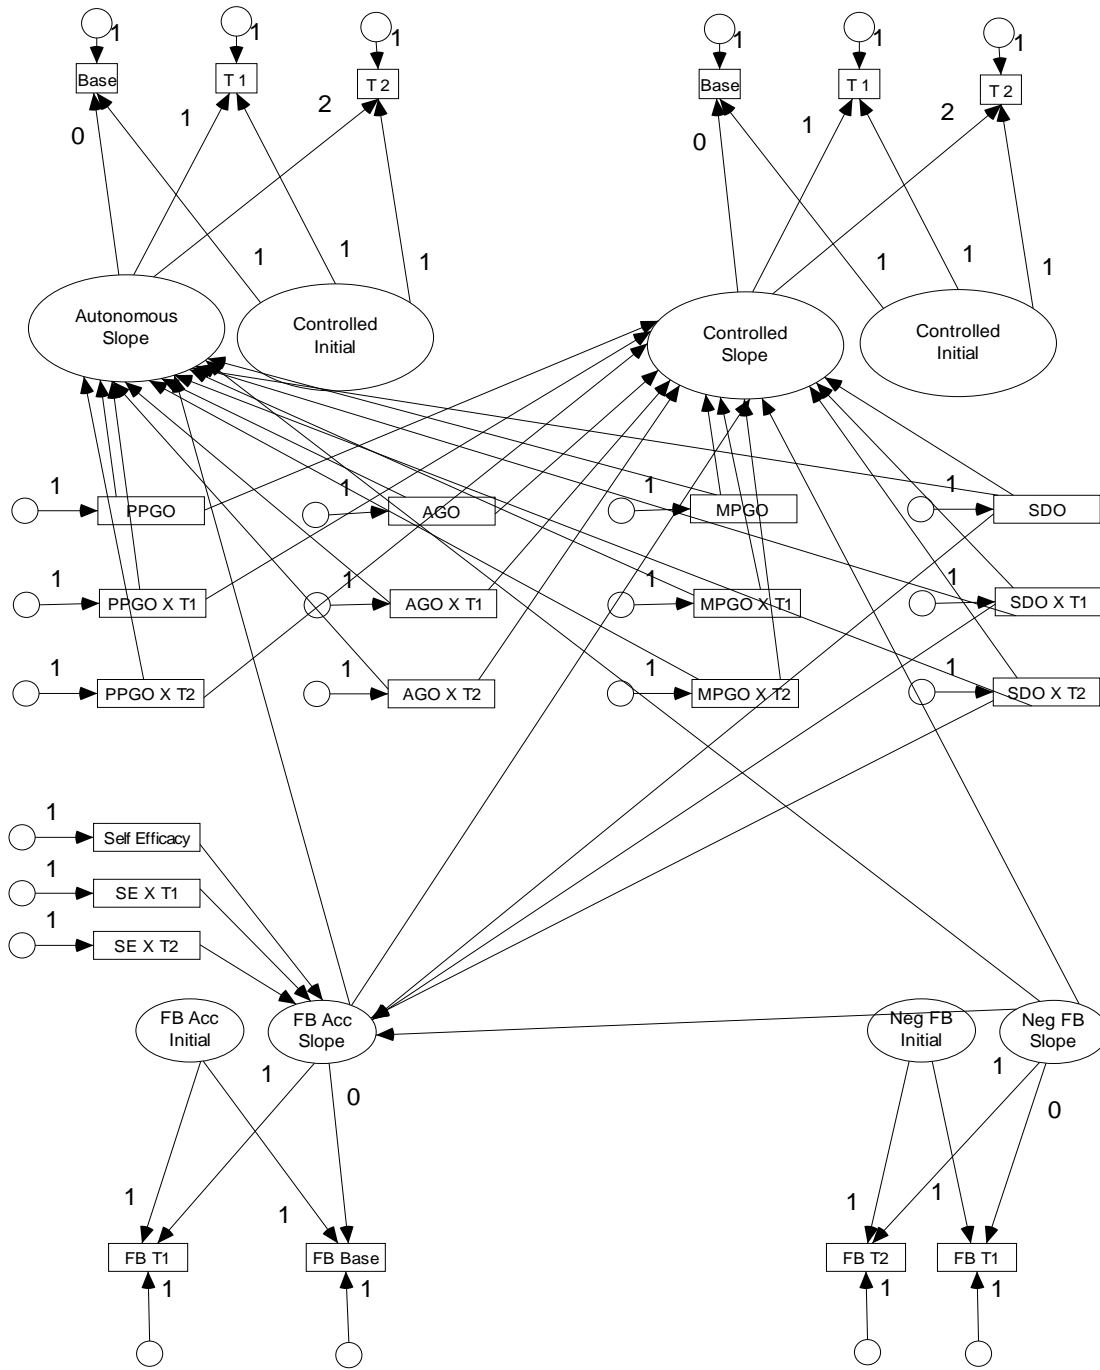 1 1 1 1 1 1
Base T 1 T 2 Base T 1 T 2
0 1 2 0 1 2
1 1 1 1 1 1
Autonomous
Slope
Controlled
Initial
Controlled
Slope
Controlled
Initial
1 PPGO 1 AGO 1 MPGO 1 SDO
1 PPGO X T1 1 AGO X T1 1 MPGO X T1 1 SDO X T1
1 PPGO X T2 1 AGO X T2 1 MPGO X T2 1 SDO X T2
1 Self Efficacy
1 SE X T1
1 SE X T2
FB Acc
Initial
FB Acc
Slope
Neg FB
Initial
Neg FB
Slope
1 0 1 0
1 1 1 1
FB T1 FB Base FB T2 FB T1
1 1 1 1